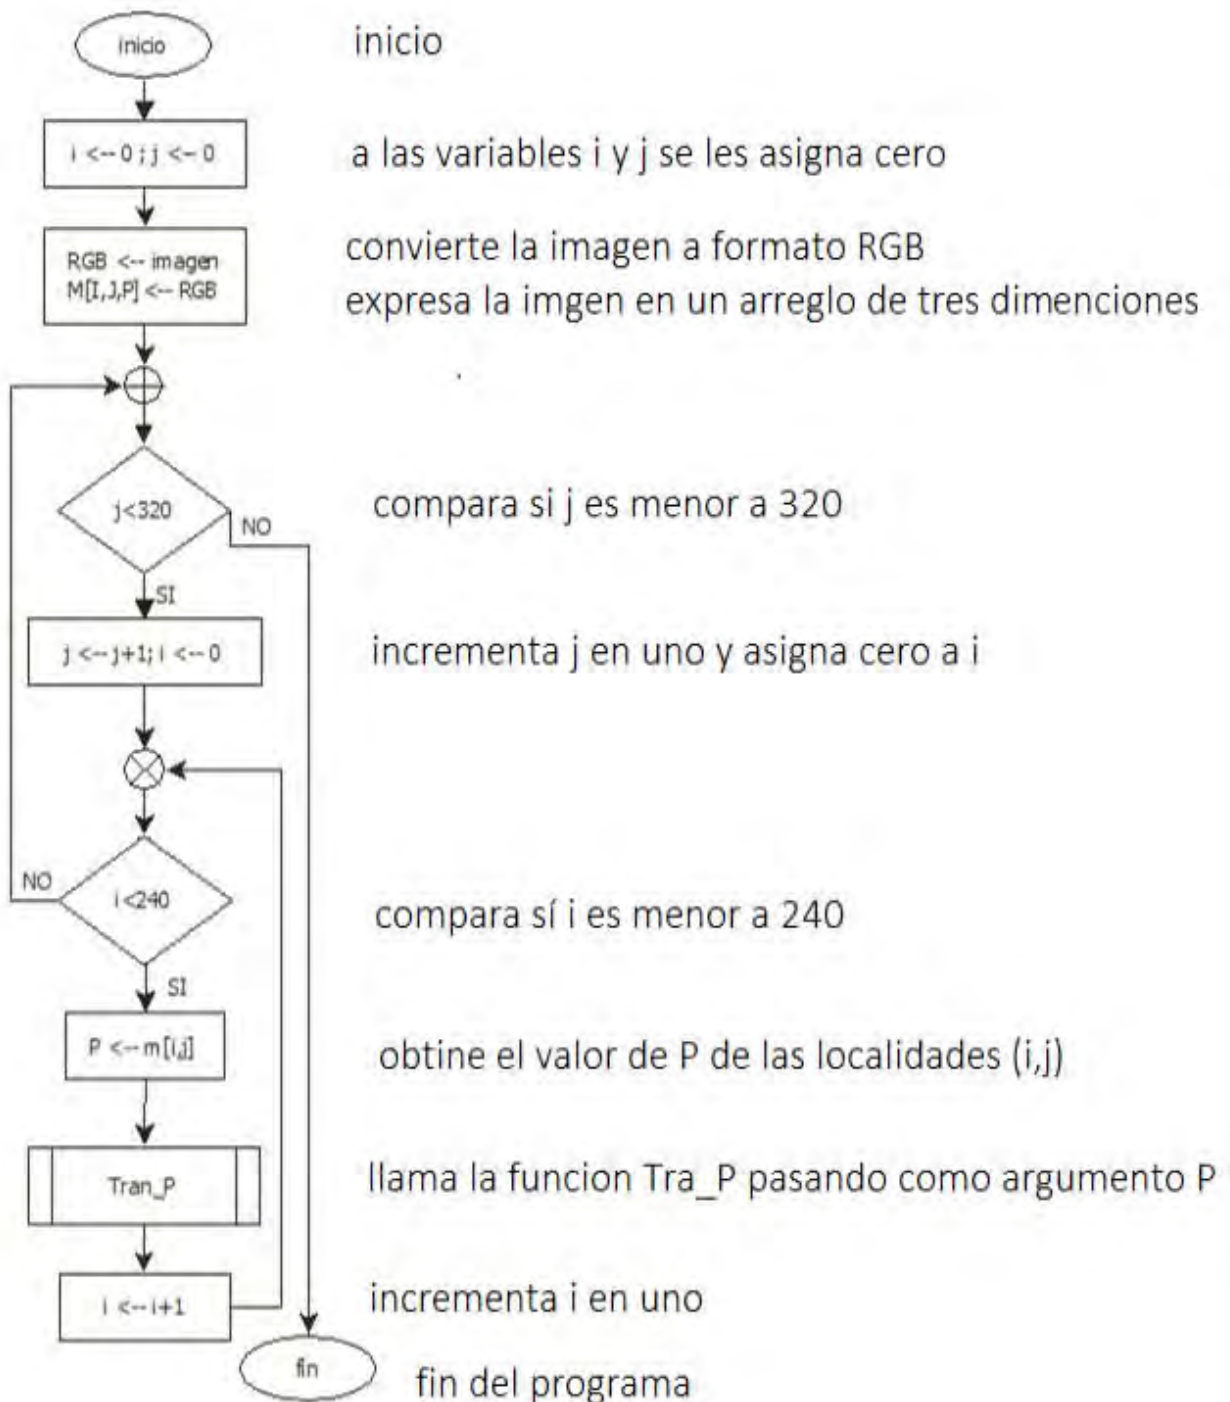 inicio
inicio
i <-- 0 ; j <-- 0
a las variables i y j se les asigna cero
RGB <-- imagen
M[I,J,P] <-- RGB
convierte la imagen a formato RGB
expresa la imgen en un arreglo de tres dimenciones
j<320
NO
compara si j es menor a 320
SI
j <-- j+1; i <-- 0
incrementa j en uno y asigna cero a i
NO
i <240
compara sí i es menor a 240
SI
P <-- m[i,j]
obtine el valor de P de las localidades (i,j)
Tran_P
llama la funcion Tra_P pasando como argumento P
i <-- i+1
incrementa i en uno
fin
fin del programa